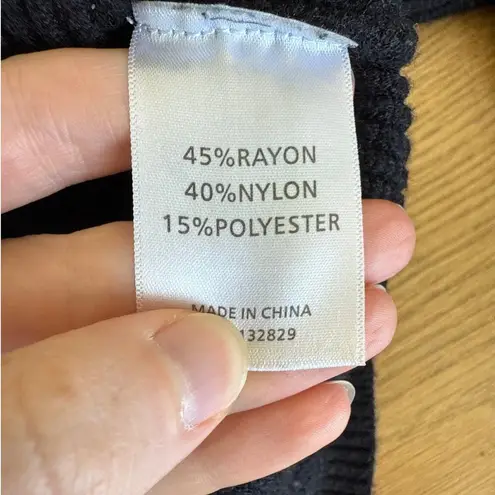 45%RAYON
40%NYLON
15%POLYESTER
MADE IN CHINA
132829